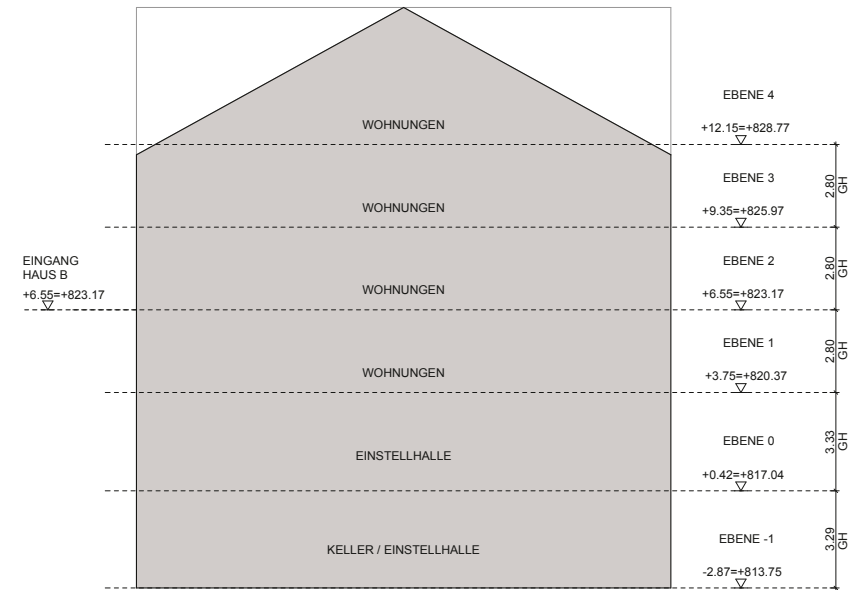 EBENE 4
WOHNUNGEN
+12.15=+828.77
EBENE 3
2.80
GH
WOHNUNGEN
+9.35=+825.97
EINGANG
HAUS B
+6.55=+823.17
EBENE 2
2.80
GH
WOHNUNGEN
+6.55=+823.17
EBENE 1
2.80
GH
WOHNUNGEN
+3.75=+820.37
EBENE 0
3.33
GH
EINSTELLHALLE
+0.42=+817.04
EBENE -1
3.29
GH
KELLER / EINSTELLHALLE
-2.87=+813.75